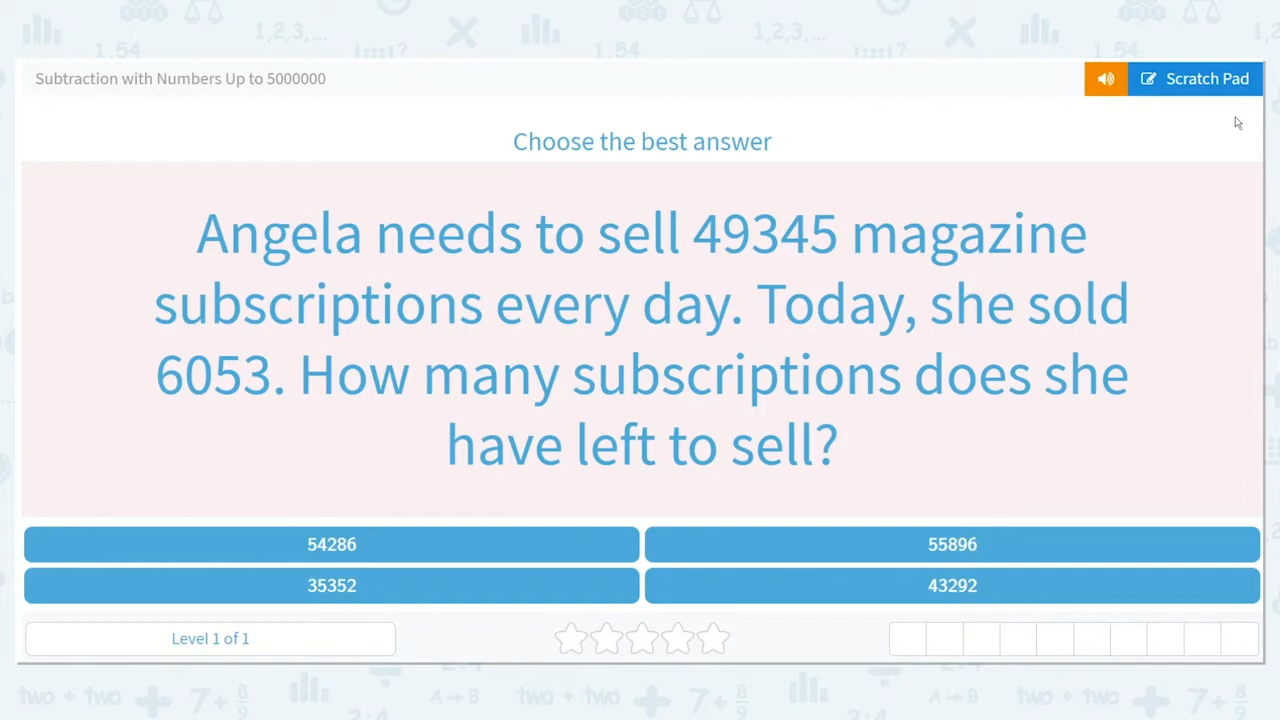 Subtraction with Numbers Up to 5000000
Scratch Pad
Choose the best answer
Angela needs to sell 49345 magazine
subscriptions every day. Today, she sold
6053. How many subscriptions does she
have left to sell?
54286
55896
35352
43292
Level 1 of 1